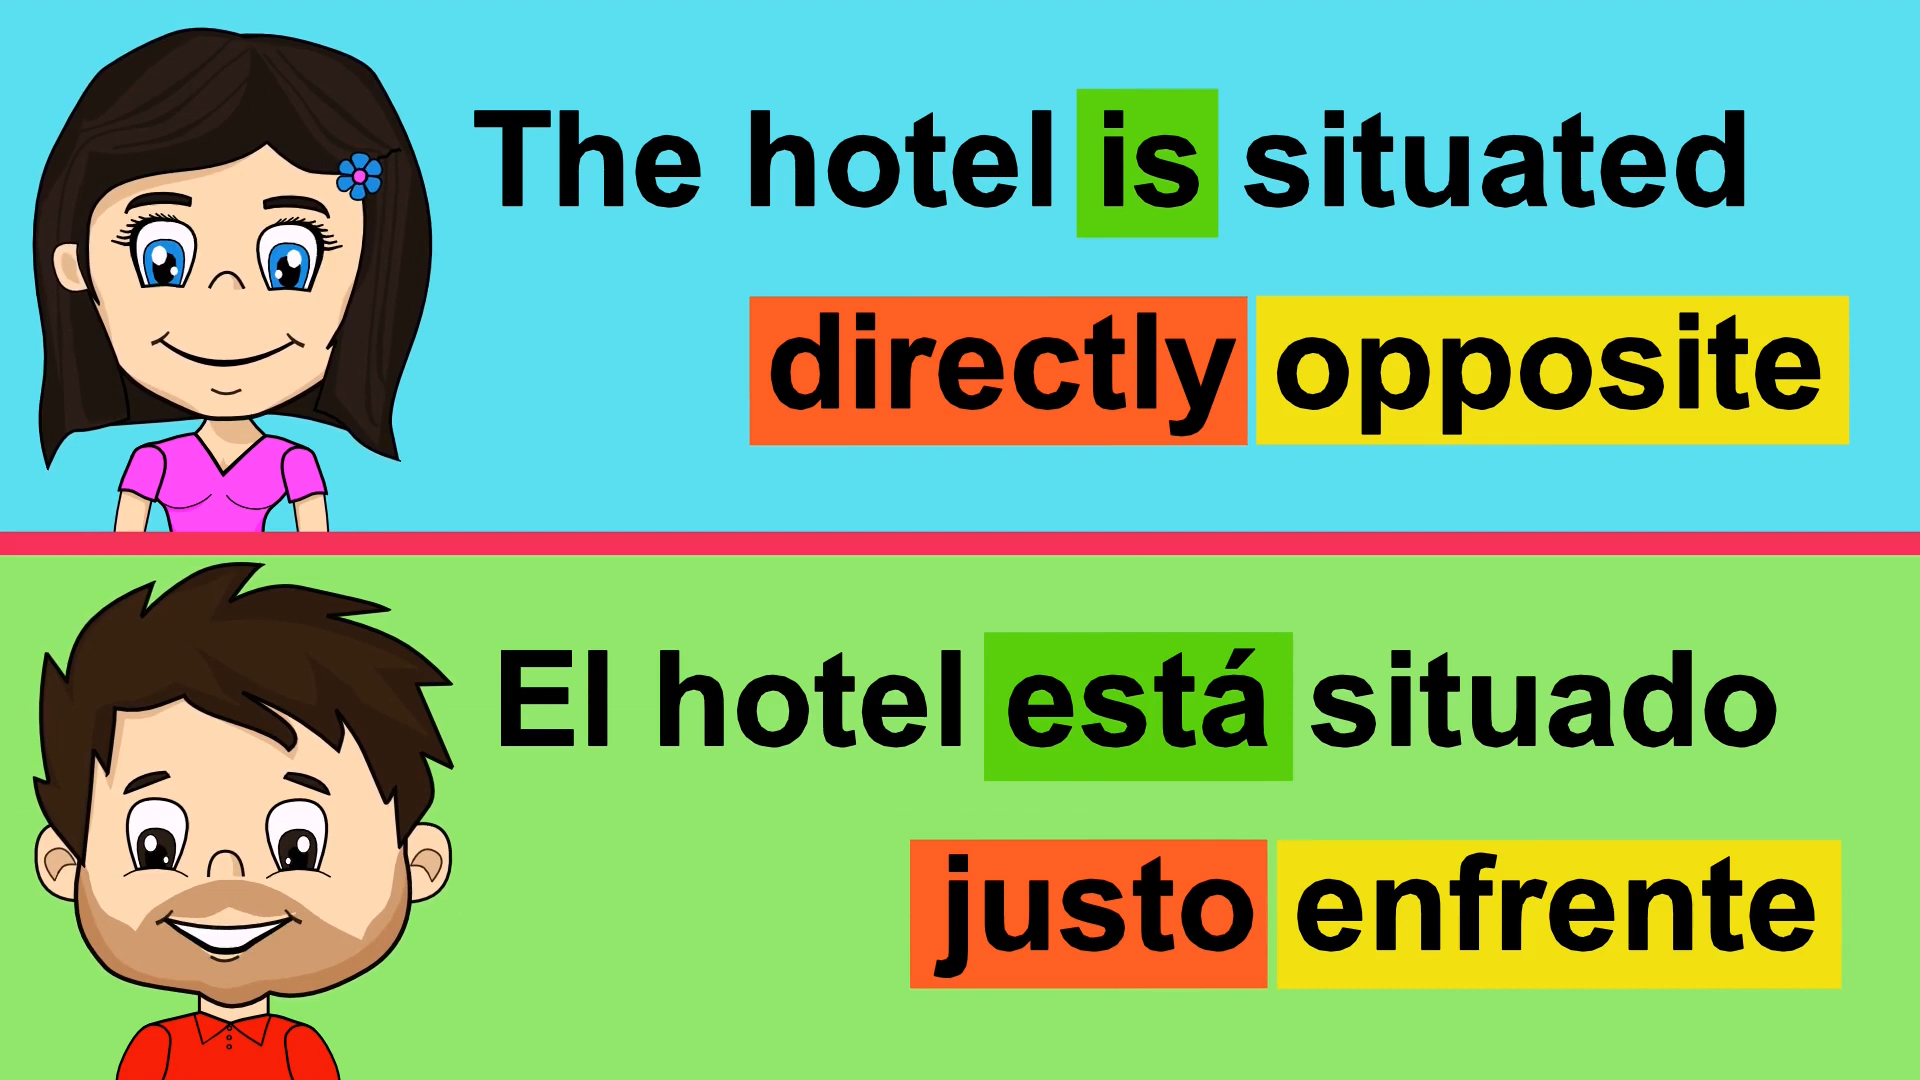 The hotel is situated
directly opposite
El hotel está situado
justo enfrente